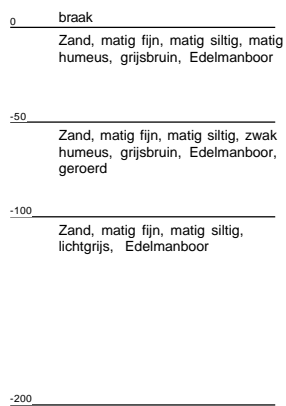 0 braak
Zand, matig fijn, matig siltig, matig
humeus, grijsbruin, Edelmanboor
-50
Zand, matig fijn, matig siltig, zwak
humeus, grijsbruin, Edelmanboor,
geroerd
-100
Zand, matig fijn, matig siltig,
lichtgrijs, Edelmanboor
-200